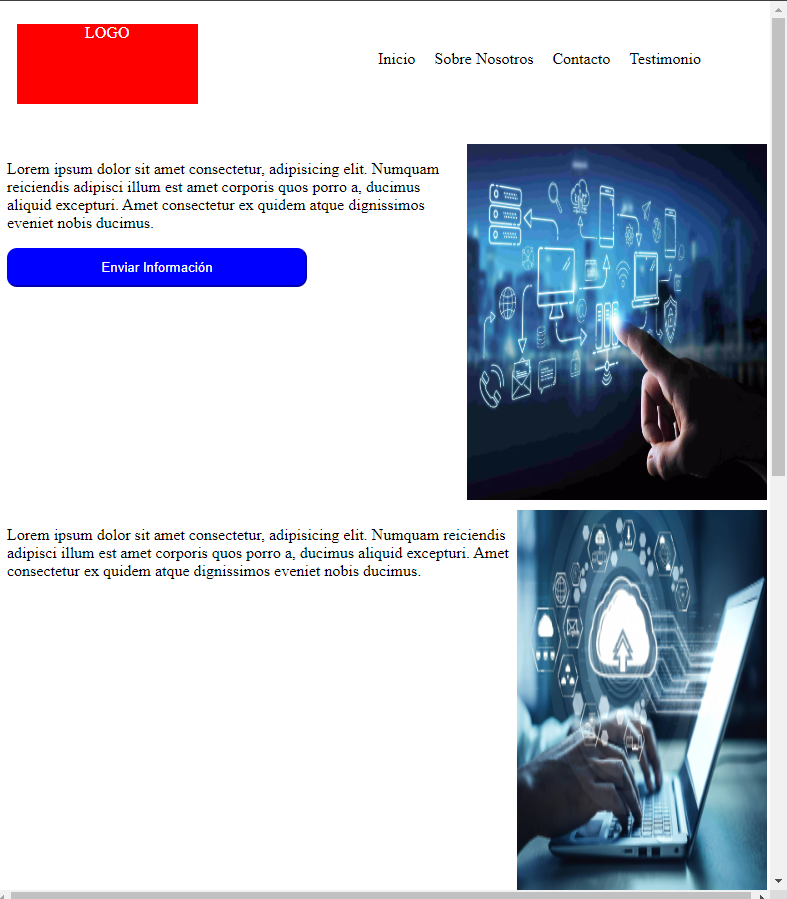 LOGO
Inicio Sobre Nosotros Contacto Testimonio
Lorem ipsum dolor sit amet consectetur, adipisicing elit. Numquam
reiciendis adipisci illum est amet corporis quos porro a, ducimus
aliquid excepturi. Amet consectetur ex quidem atque dignissimos
eveniet nobis ducimus.
Enviar Información
Lorem ipsum dolor sit amet consectetur, adipisicing elit. Numquam reiciendis
adipisci illum est amet corporis quos porro a, ducimus aliquid excepturi. Amet
consectetur ex quidem atque dignissimos eveniet nobis ducimus.